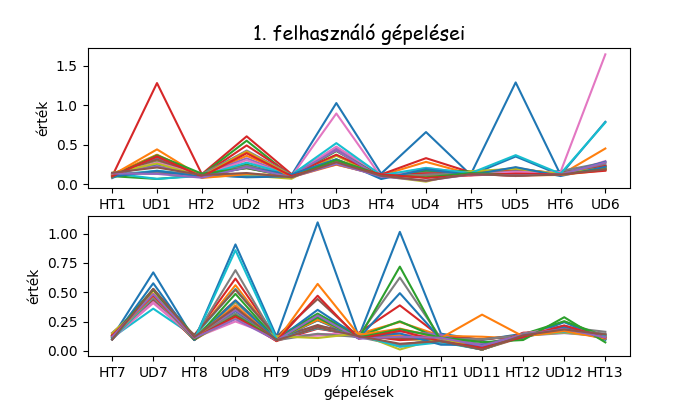 1. felhasználó gépelései
érték
1.5
1.0
0.5
0.0
HT1 UD1 HT2 UD2 HT3 UD3 HT4 UD4 HT5 UD5 HT6 UD6
érték
1.00
0.75
0.50
0.25
0.00
HT7 UD7 HT8 UD8 HT9 UD9 HT10 UD10 HT11 UD11 HT12 UD12 HT13
gépelések